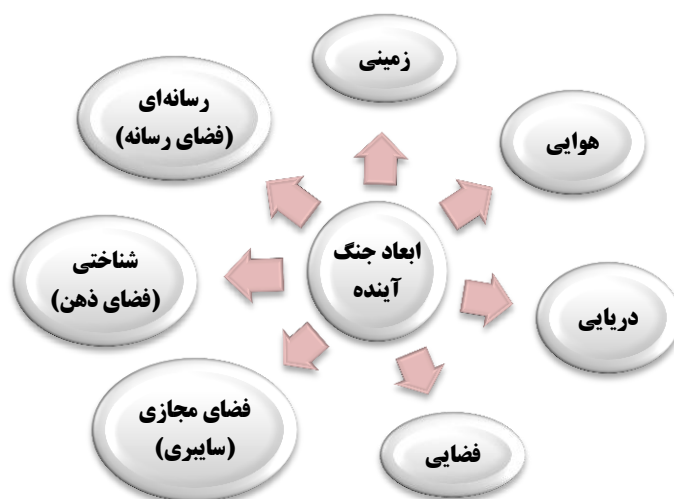 زمینی
هوایی
دریایی
فضایی
فضای مجازی
(سایبری)
شناختی
(فضای ذهن)
رسانه‌ای
(فضای رسانه)
ابعاد جنگ
آینده